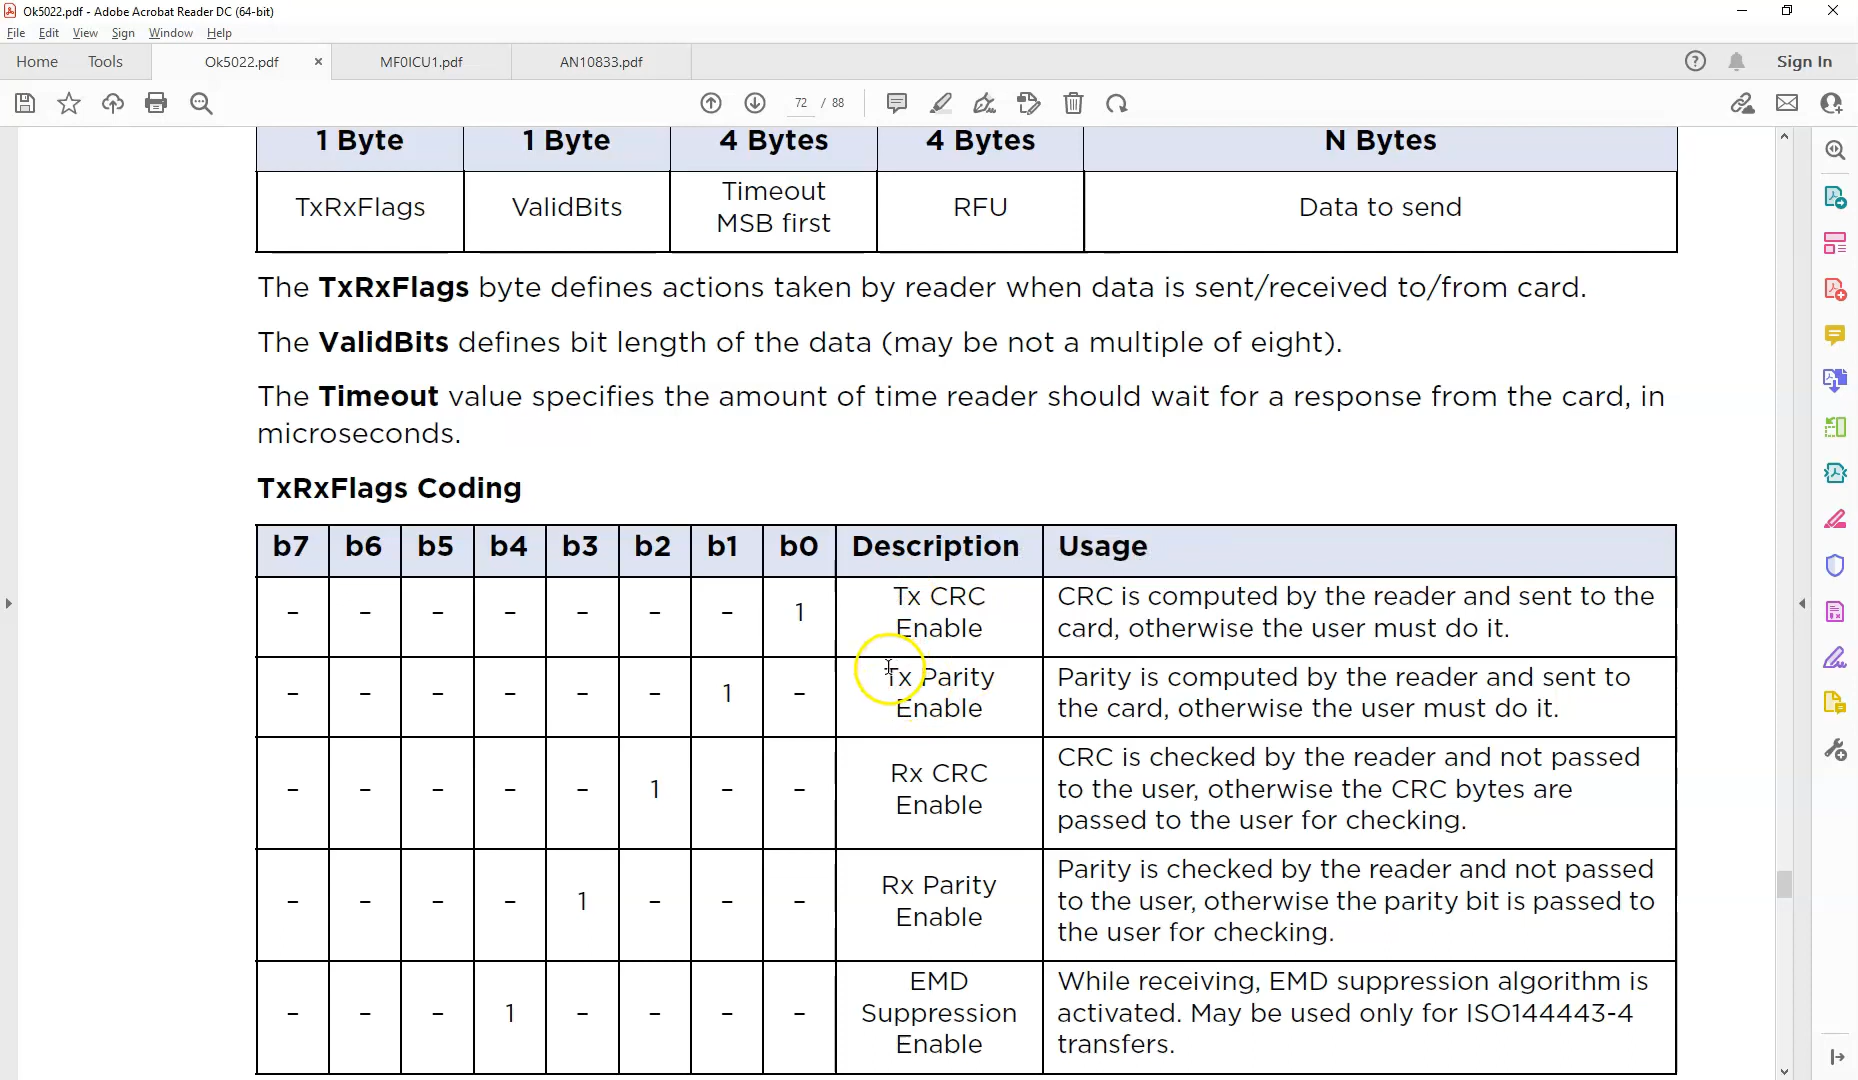 Ok5022.pdf - Adobe Acrobat Reader DC (64-bit)
File Edit View Sign Window Help
Home Tools Ok5022.pdf × MF0ICU1.pdf AN10833.pdf Sign In
72 / 88
1 Byte 1 Byte 4 Bytes 4 Bytes N Bytes
TxRxFlags ValidBits Timeout MSB first RFU Data to send
The TxRxFlags byte defines actions taken by reader when data is sent/received to/from card.
The ValidBits defines bit length of the data (may be not a multiple of eight).
The Timeout value specifies the amount of time reader should wait for a response from the card, in
microseconds.
TxRxFlags Coding
b7 b6 b5 b4 b3 b2 b1 b0 Description Usage
– – – – – – – 1 Tx CRC Enable CRC is computed by the reader and sent to the
card, otherwise the user must do it.
– – – – – – 1 – Tx Parity Enable Parity is computed by the reader and sent to
the card, otherwise the user must do it.
– – – – – 1 – – Rx CRC Enable CRC is checked by the reader and not passed
to the user, otherwise the CRC bytes are
passed to the user for checking.
– – – – 1 – – – Rx Parity Enable Parity is checked by the reader and not passed
to the user, otherwise the parity bit is passed to
the user for checking.
– – – 1 – – – – EMD Suppression Enable While receiving, EMD suppression algorithm is
activated. May be used only for ISO144443-4
transfers.